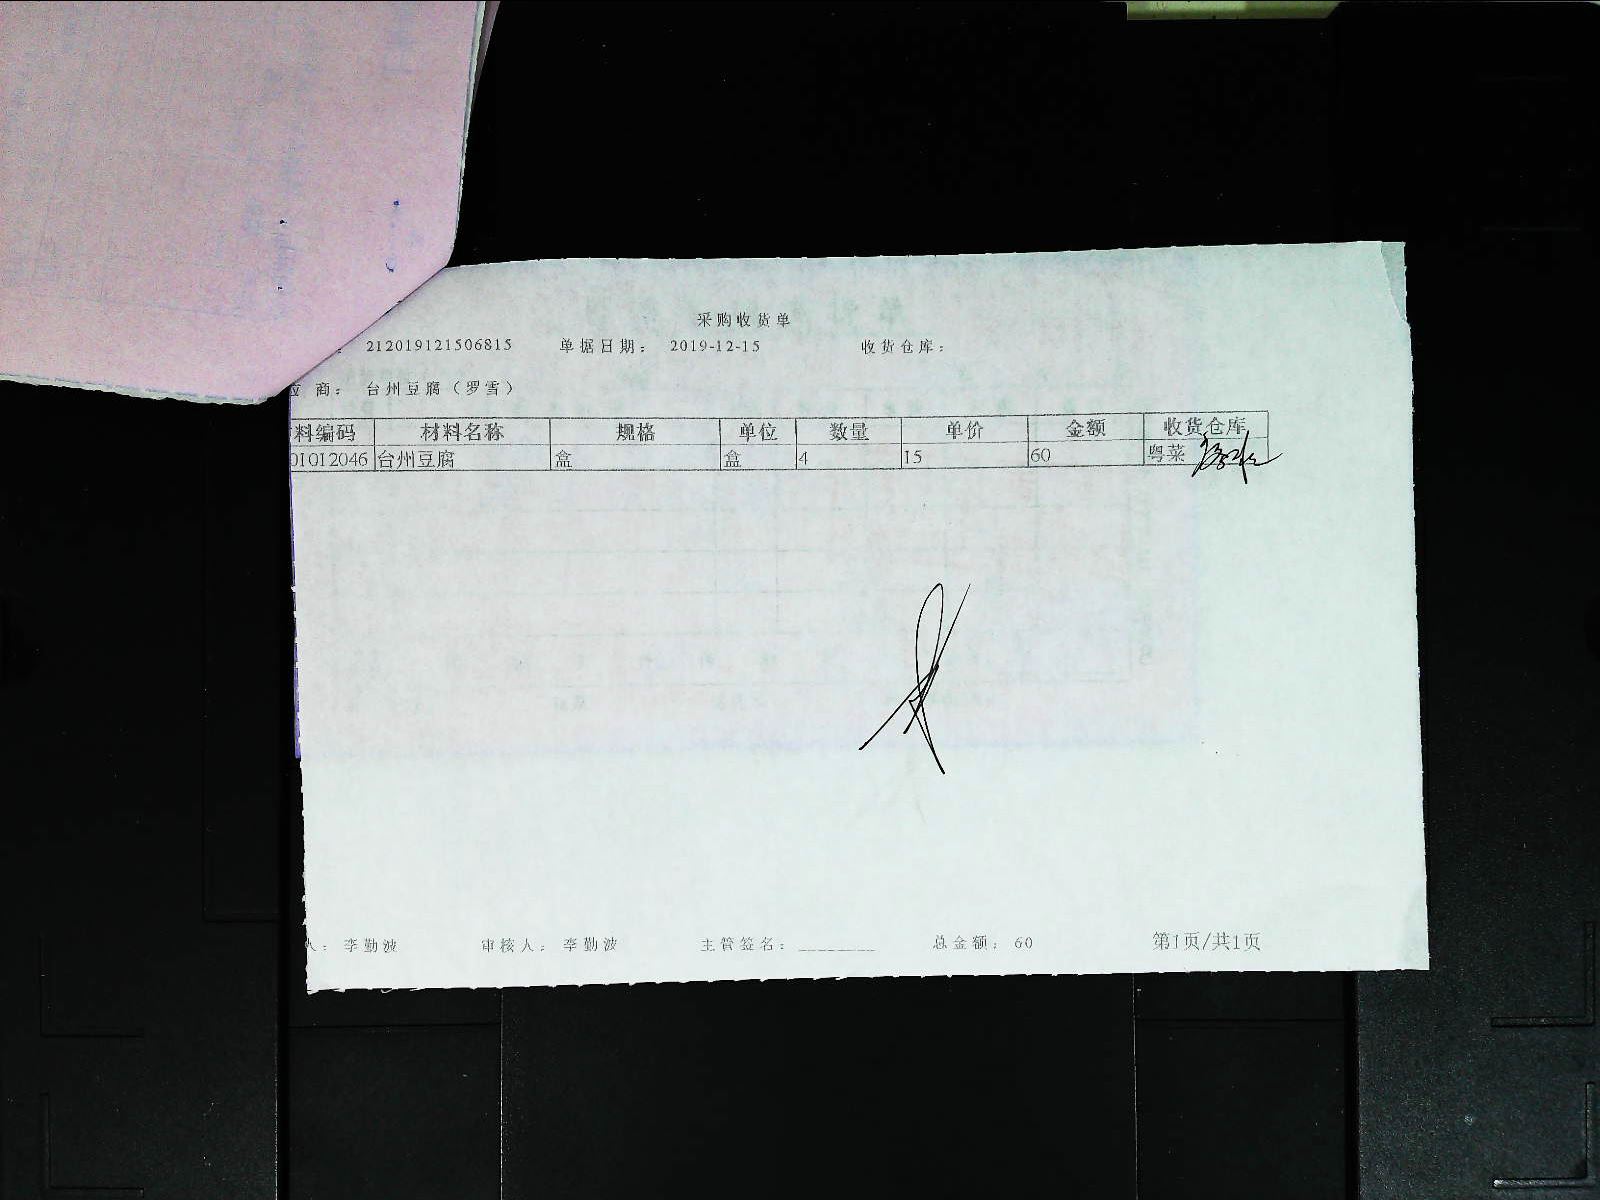 采购收货单
: 212019121506815 单据日期: 2019-12-15 收货仓库:
位 商: 台州豆腐(罗雪)
料编码 材料名称 规格 单位 数量 单价 金额 收货仓库
01012046 台州豆腐 盒 盒 4 15 60 粤菜
人: 李勤波 审核人: 李勤波 主管签名: ________ 总金额: 60 第1页/共1页